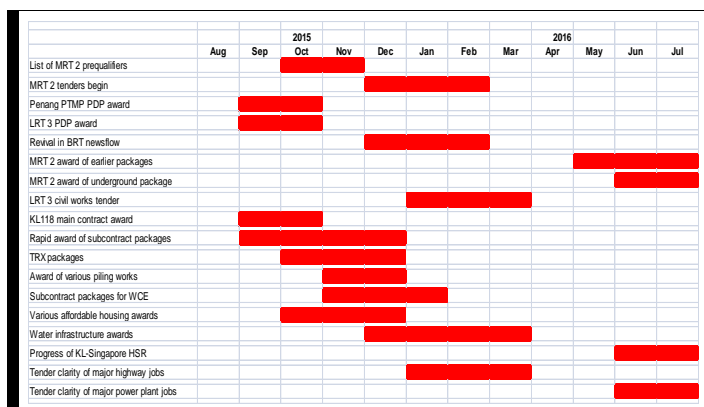 2015 2016
Aug Sep Oct Nov Dec Jan Feb Mar Apr May Jun Jul
List of MRT 2 prequalifiers
MRT 2 tenders begin
Penang PTMP PDP award
LRT 3 PDP award
Revival in BRT newsflow
MRT 2 award of earlier packages
MRT 2 award of underground package
LRT 3 civil works tender
KL118 main contract award
Rapid award of subcontract packages
TRX packages
Award of various piling works
Subcontract packages for WCE
Various affordable housing awards
Water infrastructure awards
Progress of KL-Singapore HSR
Tender clarity of major highway jobs
Tender clarity of major power plant jobs